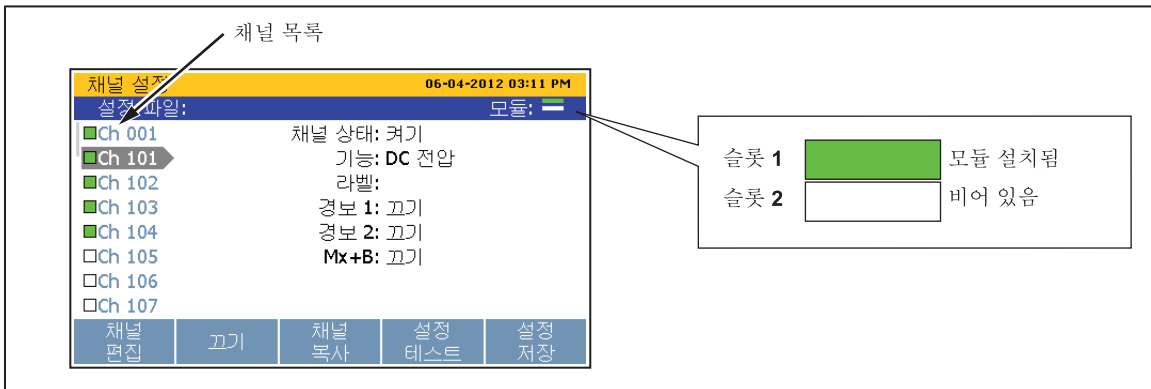 채널 목록
채널 설정 06-04-2012 03:11 PM
설정 파일: 모듈:
Ch 001 채널 상태: 켜기
Ch 101 기능: DC 전압
Ch 102 라벨:
Ch 103 경보 1: 끄기
Ch 104 경보 2: 끄기
Ch 105 Mx+B: 끄기
Ch 106
Ch 107
채널 편집 끄기 채널 복사 설정 테스트 설정 저장
슬롯 1 모듈 설치됨
슬롯 2 비어 있음